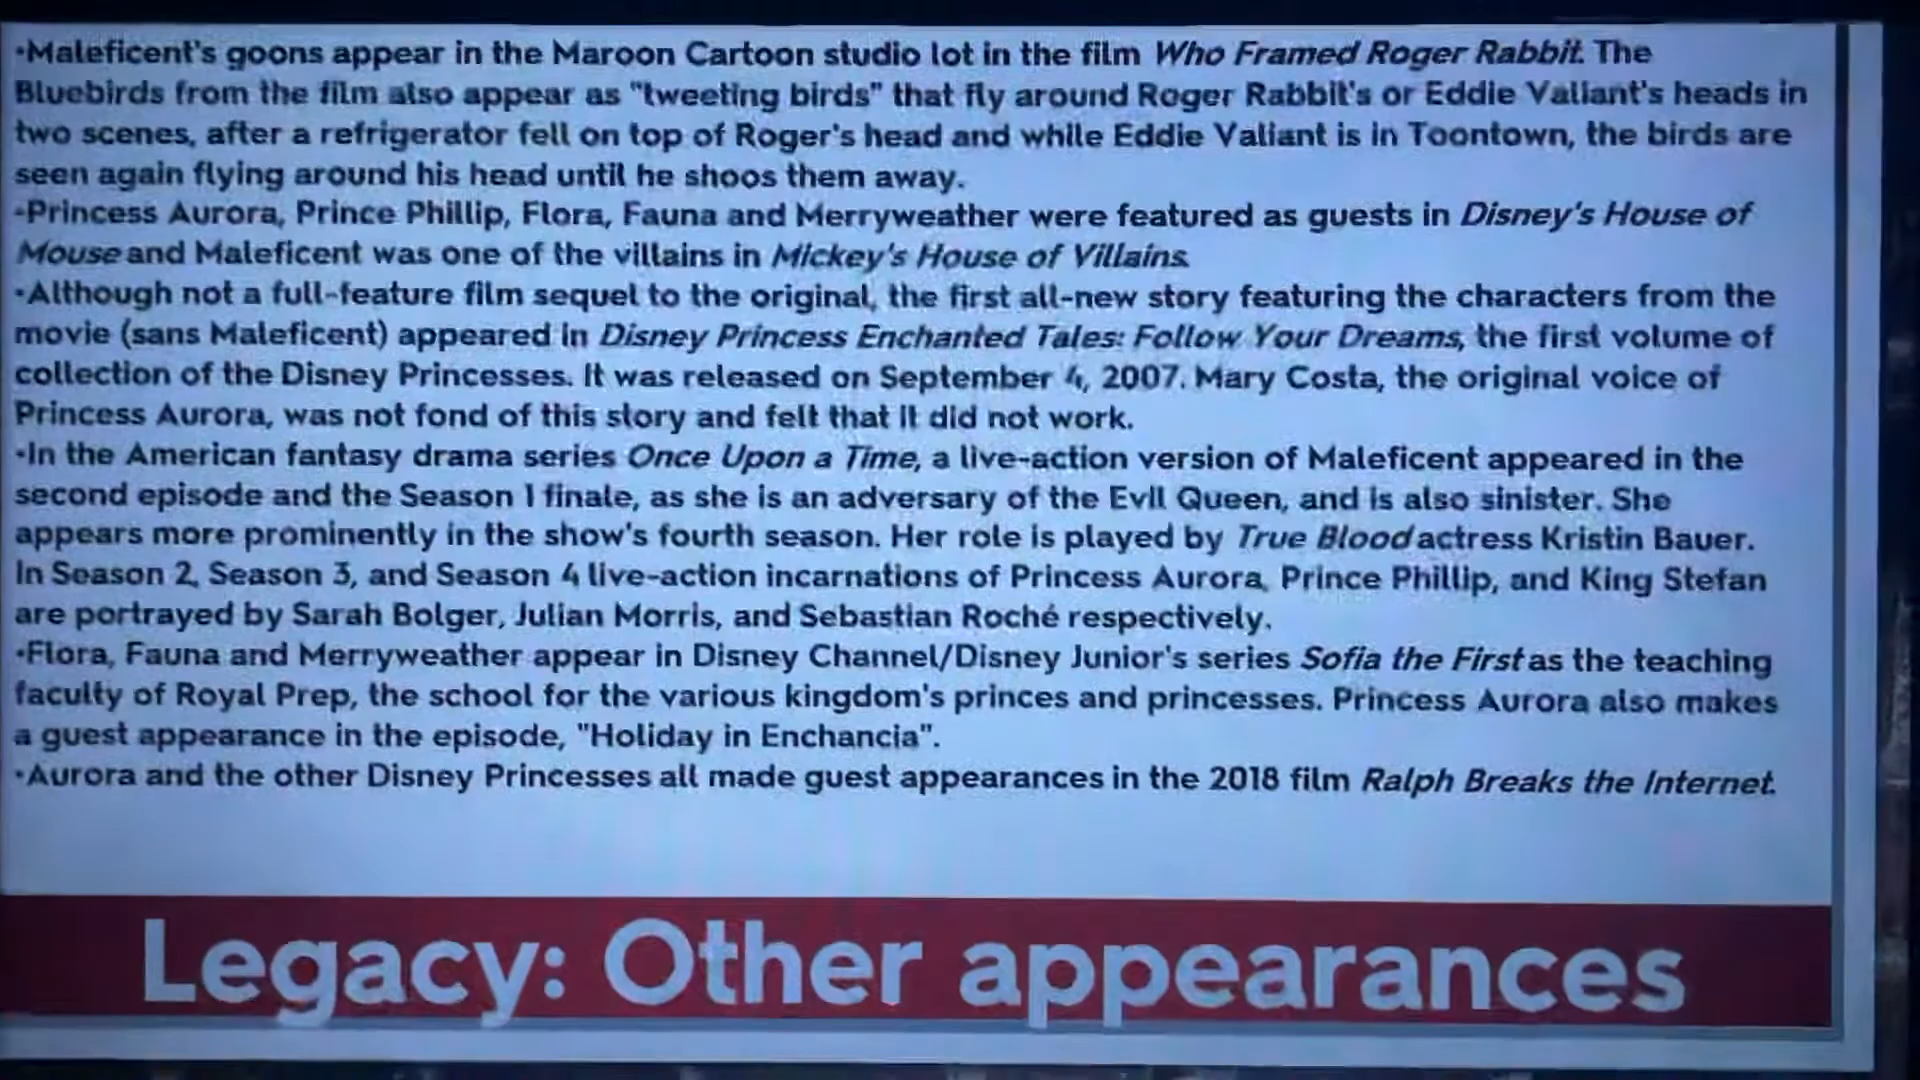 •Maleficent's goons appear in the Maroon Cartoon studio lot in the film Who Framed Roger Rabbit. The
Bluebirds from the film also appear as "tweeting birds" that fly around Roger Rabbit's or Eddie Valiant's heads in
two scenes, after a refrigerator fell on top of Roger's head and while Eddie Valiant is in Toontown, the birds are
seen again flying around his head until he shoos them away.
•Princess Aurora, Prince Phillip, Flora, Fauna and Merryweather were featured as guests in Disney's House of
Mouse and Maleficent was one of the villains in Mickey's House of Villains.
•Although not a full-feature film sequel to the original, the first all-new story featuring the characters from the
movie (sans Maleficent) appeared in Disney Princess Enchanted Tales: Follow Your Dreams, the first volume of
collection of the Disney Princesses. It was released on September 4, 2007. Mary Costa, the original voice of
Princess Aurora, was not fond of this story and felt that it did not work.
•In the American fantasy drama series Once Upon a Time, a live-action version of Maleficent appeared in the
second episode and the Season 1 finale, as she is an adversary of the Evil Queen, and is also sinister. She
appears more prominently in the show's fourth season. Her role is played by True Blood actress Kristin Bauer.
In Season 2, Season 3, and Season 4 live-action incarnations of Princess Aurora, Prince Phillip, and King Stefan
are portrayed by Sarah Bolger, Julian Morris, and Sebastian Roché respectively.
•Flora, Fauna and Merryweather appear in Disney Channel/Disney Junior's series Sofia the First as the teaching
faculty of Royal Prep, the school for the various kingdom's princes and princesses. Princess Aurora also makes
a guest appearance in the episode, "Holiday in Enchancia".
•Aurora and the other Disney Princesses all made guest appearances in the 2018 film Ralph Breaks the Internet.
Legacy: Other appearances